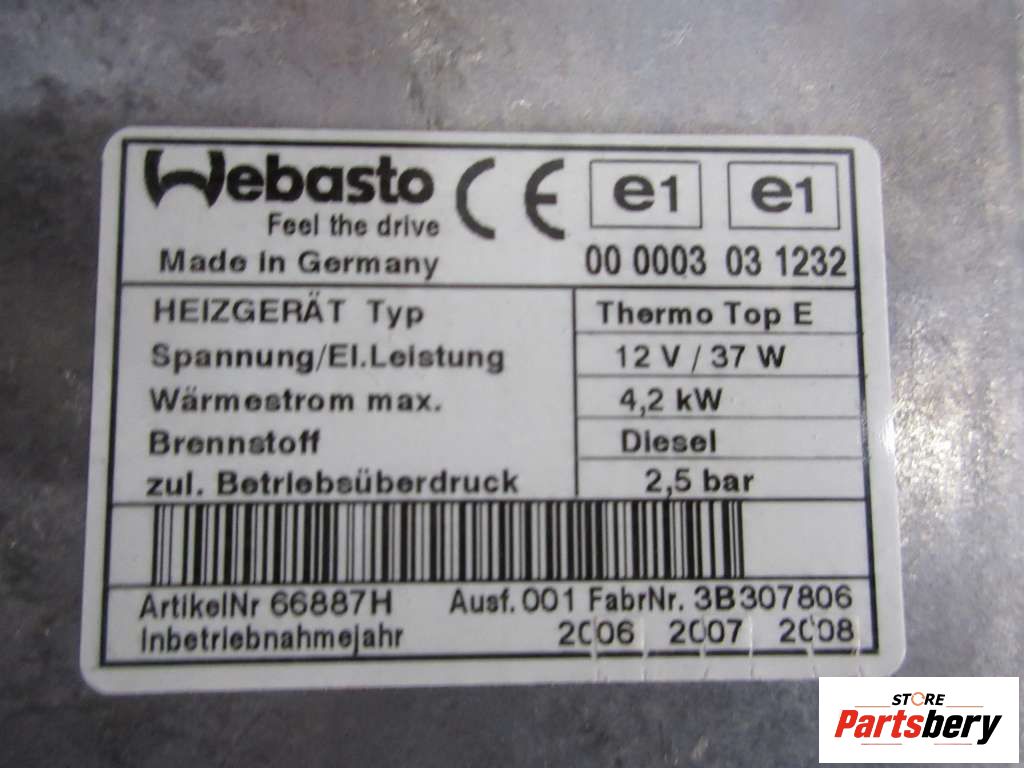 Webasto
Feel the drive
Made in Germany
CE e1 e1
00 0003 03 1232
HEIZGERÄT Typ Thermo Top E
Spannung/El.Leistung 12 V / 37 W
Wärmestrom max. 4,2 kW
Brennstoff Diesel
zul. Betriebsüberdruck 2,5 bar
ArtikelNr 66887H Ausf. 001 FabrNr. 3B307806
Inbetriebnahmejahr 2006 2007 2008
STORE
Partsbery